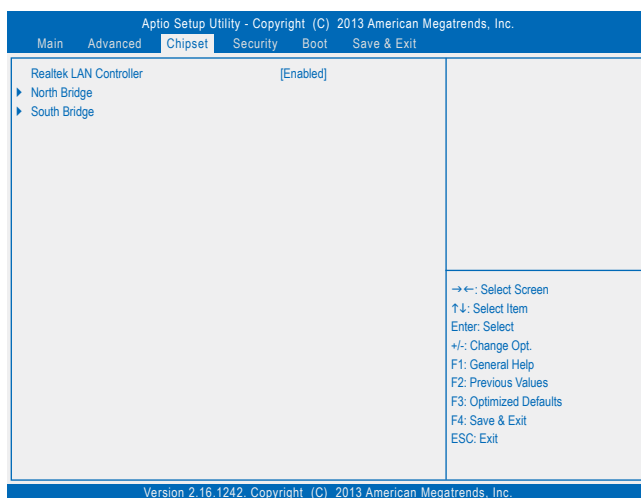 Aptio Setup Utility - Copyright (C) 2013 American Megatrends, Inc.
Main Advanced Chipset Security Boot Save & Exit
Realtek LAN Controller [Enabled]
North Bridge
South Bridge
→←: Select Screen
↑↓: Select Item
Enter: Select
+/-: Change Opt.
F1: General Help
F2: Previous Values
F3: Optimized Defaults
F4: Save & Exit
ESC: Exit
Version 2.16.1242. Copyright (C) 2013 American Megatrends, Inc.